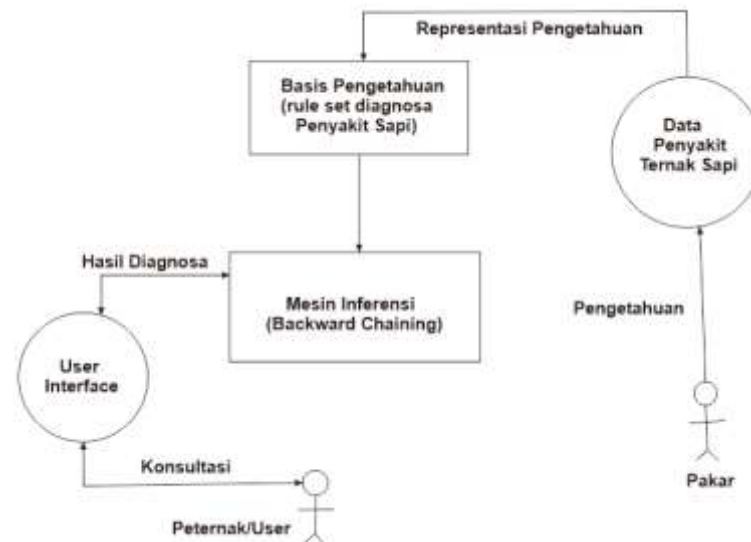 Representasi Pengetahuan
Basis Pengetahuan
(rule set diagnosa
Penyakit Sapi)
Data
Penyakit
Ternak Sapi
Hasil Diagnosa
Mesin Inferensi
(Backward Chaining)
Pengetahuan
User
Interface
Konsultasi
Pakar
Peternak/User